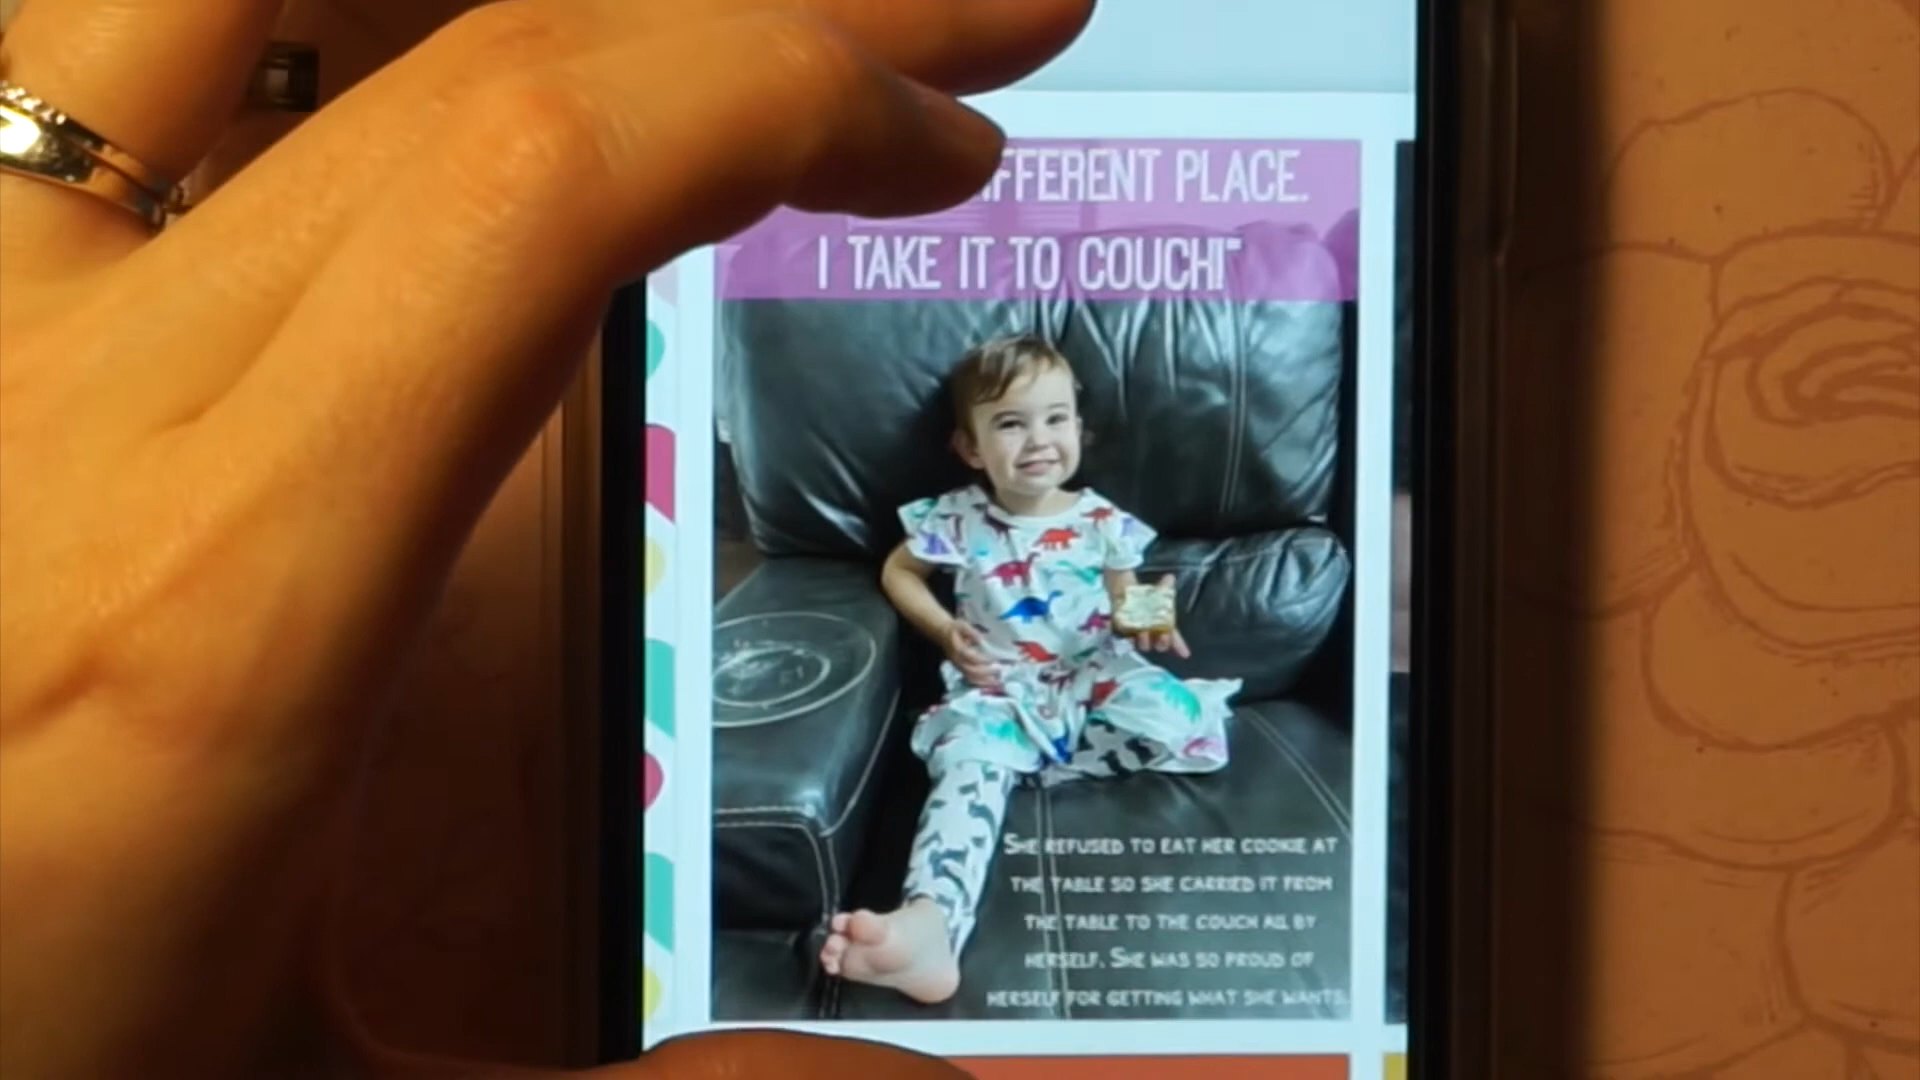 IFFERENT PLACE.
I TAKE IT TO COUCH!"
SHE REFUSED TO EAT HER COOKIE AT
THE TABLE SO SHE CARRIED IT FROM
THE TABLE TO THE COUCH ALL BY
HERSELF. SHE WAS SO PROUD OF
HERSELF FOR GETTING WHAT SHE WANTS.